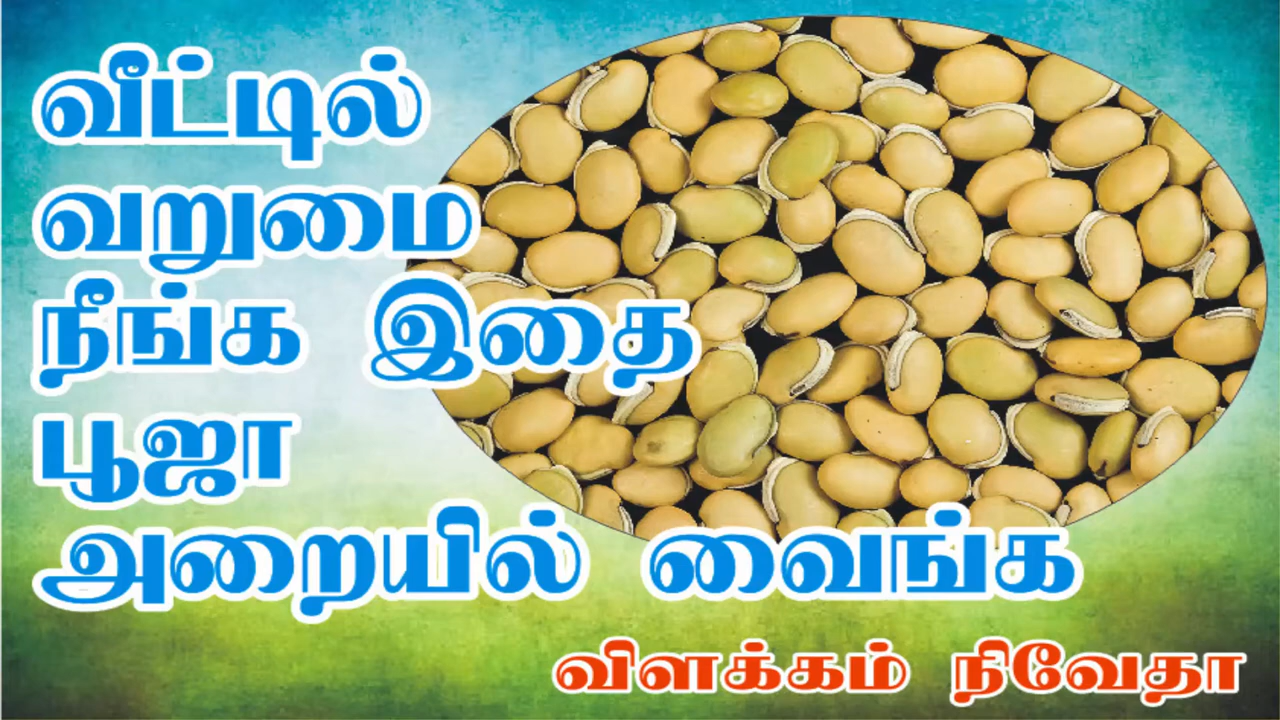 வீட்டில்
வறுமை
நீங்க இதை
பூஜா
அறையில் வைங்க
விளக்கம் நிவேதா